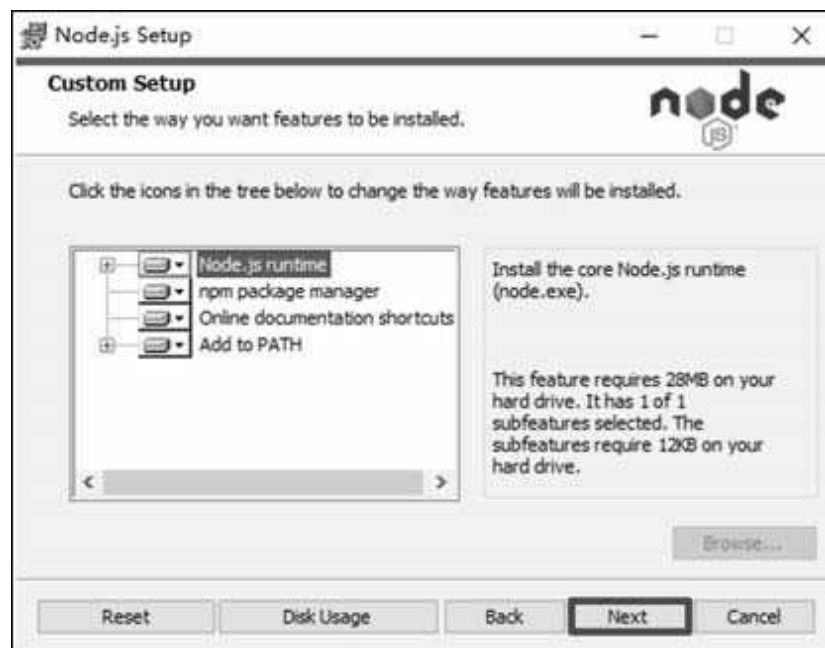 Node.js Setup
Custom Setup
Select the way you want features to be installed.
node
JS
Click the icons in the tree below to change the way features will be installed.
Node.js runtime
npm package manager
Online documentation shortcuts
Add to PATH
Install the core Node.js runtime
(node.exe).
This feature requires 28MB on your
hard drive. It has 1 of 1
subfeatures selected. The
subfeatures require 12KB on your
hard drive.
Browse...
Reset
Disk Usage
Back
Next
Cancel